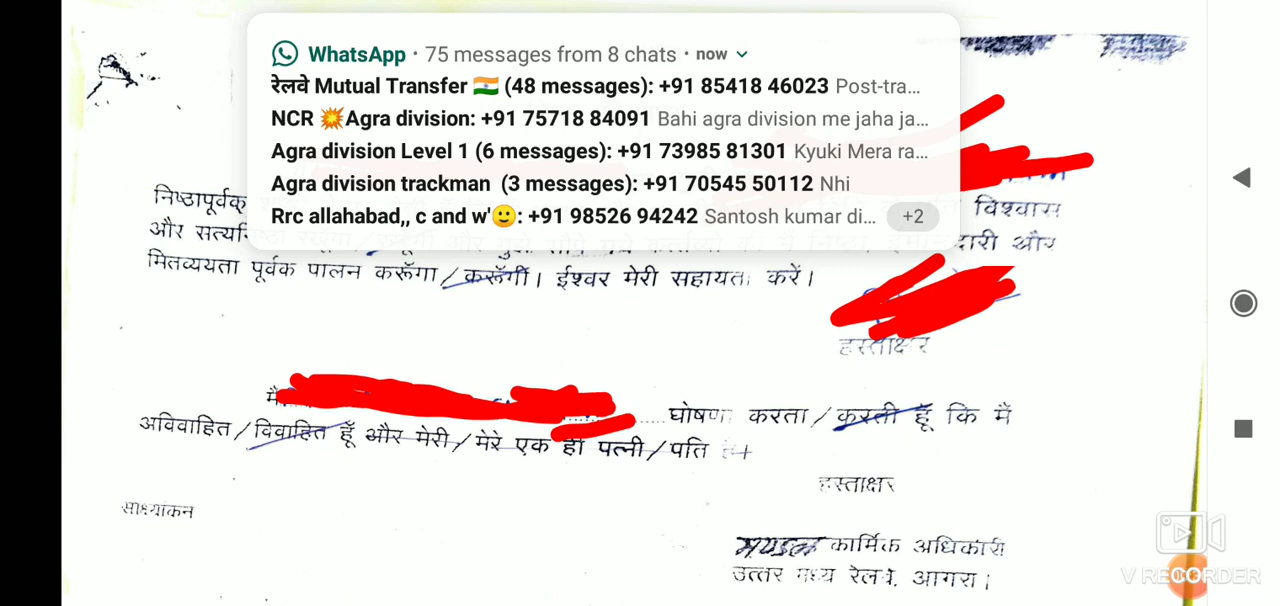 WhatsApp · 75 messages from 8 chats · now
रेलवे Mutual Transfer 🇮🇳 (48 messages): +91 85418 46023 Post-tra...
NCR 💥Agra division: +91 75718 84091 Bahi agra division me jaha ja...
Agra division Level 1 (6 messages): +91 73985 81301 Kyuki Mera ra...
Agra division trackman (3 messages): +91 70545 50112 Nhi
Rrc allahabad,, c and w'🙂: +91 98526 94242 Santosh kumar di... +2
निष्ठापूर्वक विश्वास
और सत्यनि दारी और
मितव्ययता पूर्वक पालन करूँगा/करूँगी। ईश्वर मेरी सहायता करें।
हस्ताक्षर
मैं घोषणा करता/करती हूँ कि मैं
अविवाहित/विवाहित हूँ और मेरी/मेरे एक ही पत्नी/पति है
हस्ताक्षर
साक्ष्यांकन
मण्डल कार्मिक अधिकारी
उत्तर मध्य रेलवे, आगरा।
V RECORDER